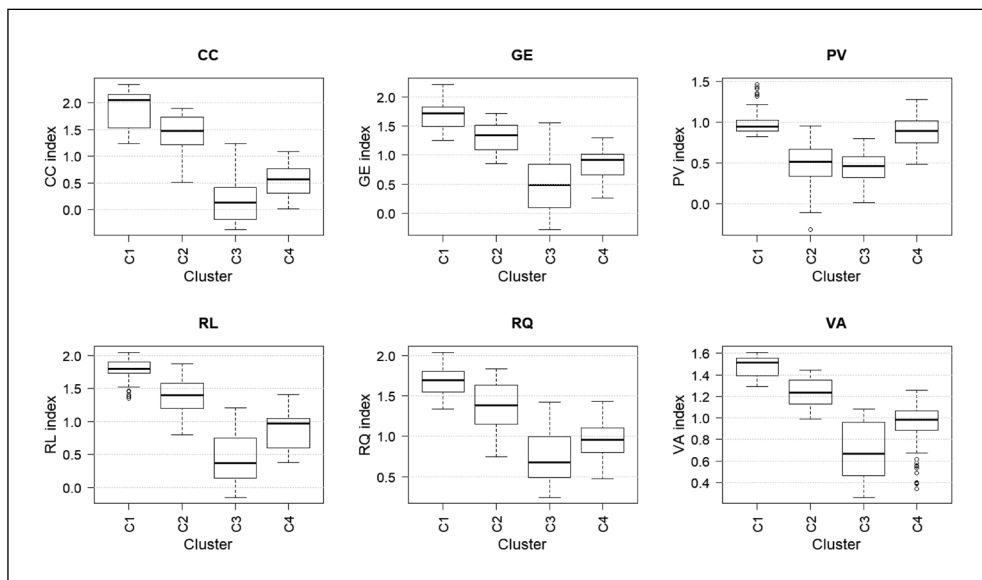 CC
CC index
2.0
1.5
1.0
0.5
0.0
C1
C2
C3
C4
Cluster
GE
GE index
2.0
1.5
1.0
0.5
0.0
C1
C2
C3
C4
Cluster
PV
PV index
1.5
1.0
0.5
0.0
C1
C2
C3
C4
Cluster
RL
RL index
2.0
1.5
1.0
0.5
0.0
C1
C2
C3
C4
Cluster
RQ
RQ index
2.0
1.5
1.0
0.5
C1
C2
C3
C4
Cluster
VA
VA index
1.6
1.4
1.2
1.0
0.8
0.6
0.4
C1
C2
C3
C4
Cluster